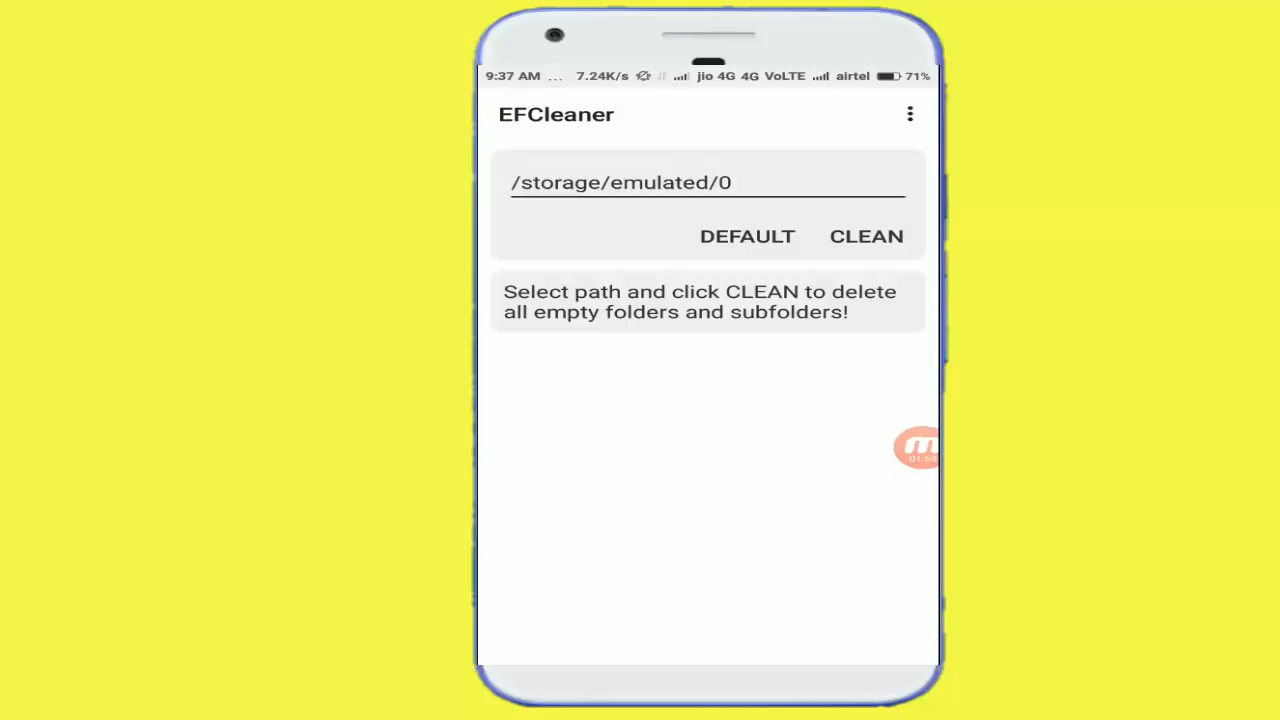 9:37 AM ... 7.24K/s jio 4G 4G VoLTE airtel 71%
EFCleaner
/storage/emulated/0
DEFAULT CLEAN
Select path and click CLEAN to delete
all empty folders and subfolders!